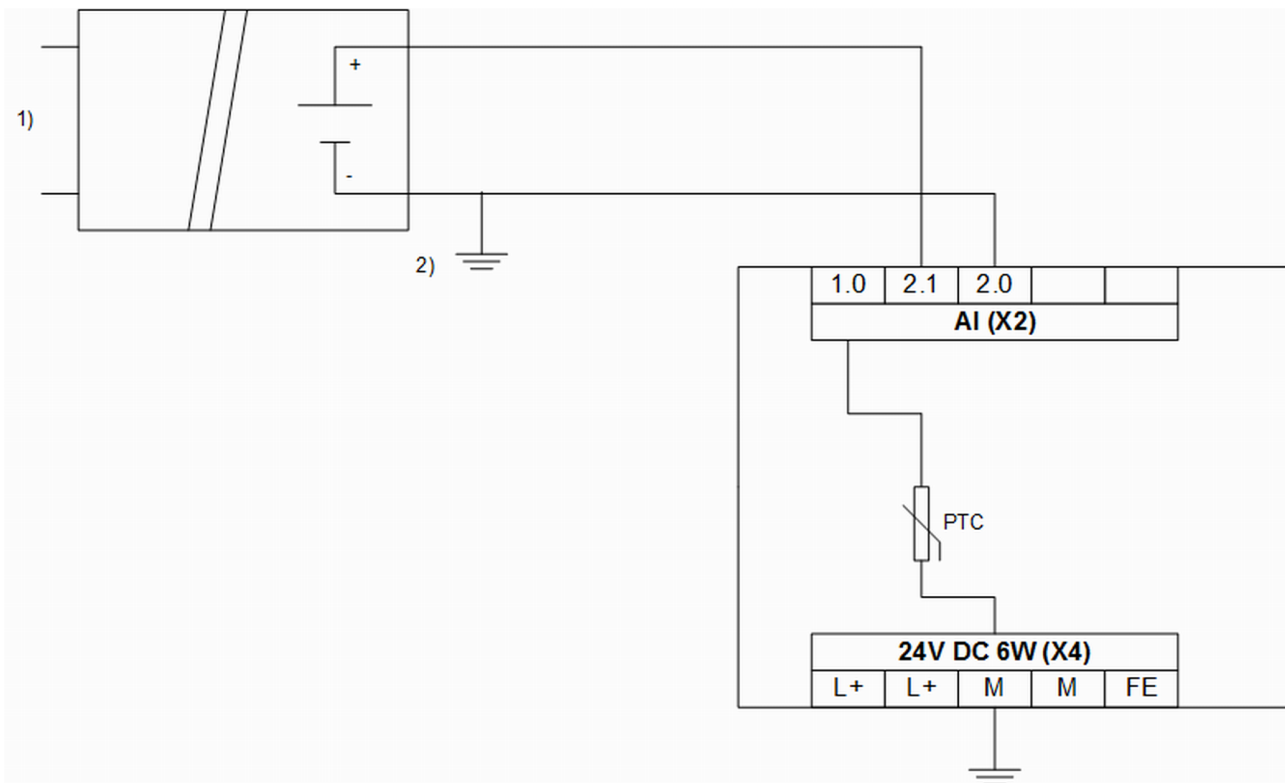 +
1)
-
2)
1.0 2.1 2.0
AI (X2)
PTC
24V DC 6W (X4)
L+ L+ M M FE